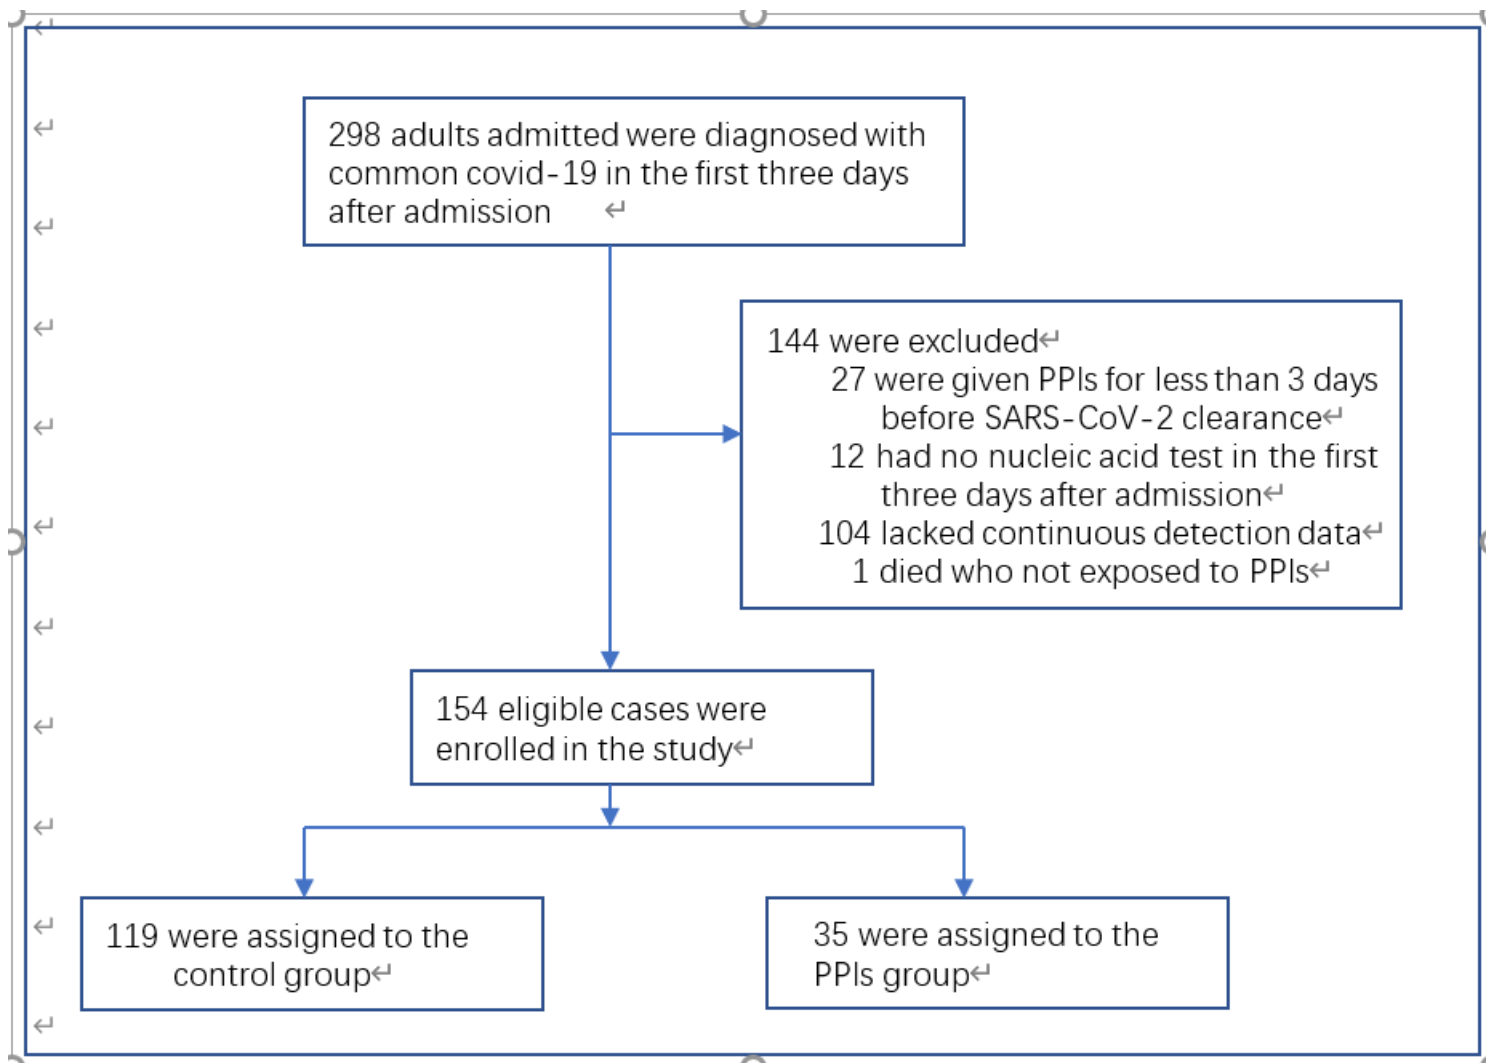 298 adults admitted were diagnosed with
common covid-19 in the first three days
after admission
144 were excluded
27 were given PPIs for less than 3 days
before SARS-CoV-2 clearance
12 had no nucleic acid test in the first
three days after admission
104 lacked continuous detection data
1 died who not exposed to PPIs
154 eligible cases were
enrolled in the study
119 were assigned to the
control group
35 were assigned to the
PPIs group